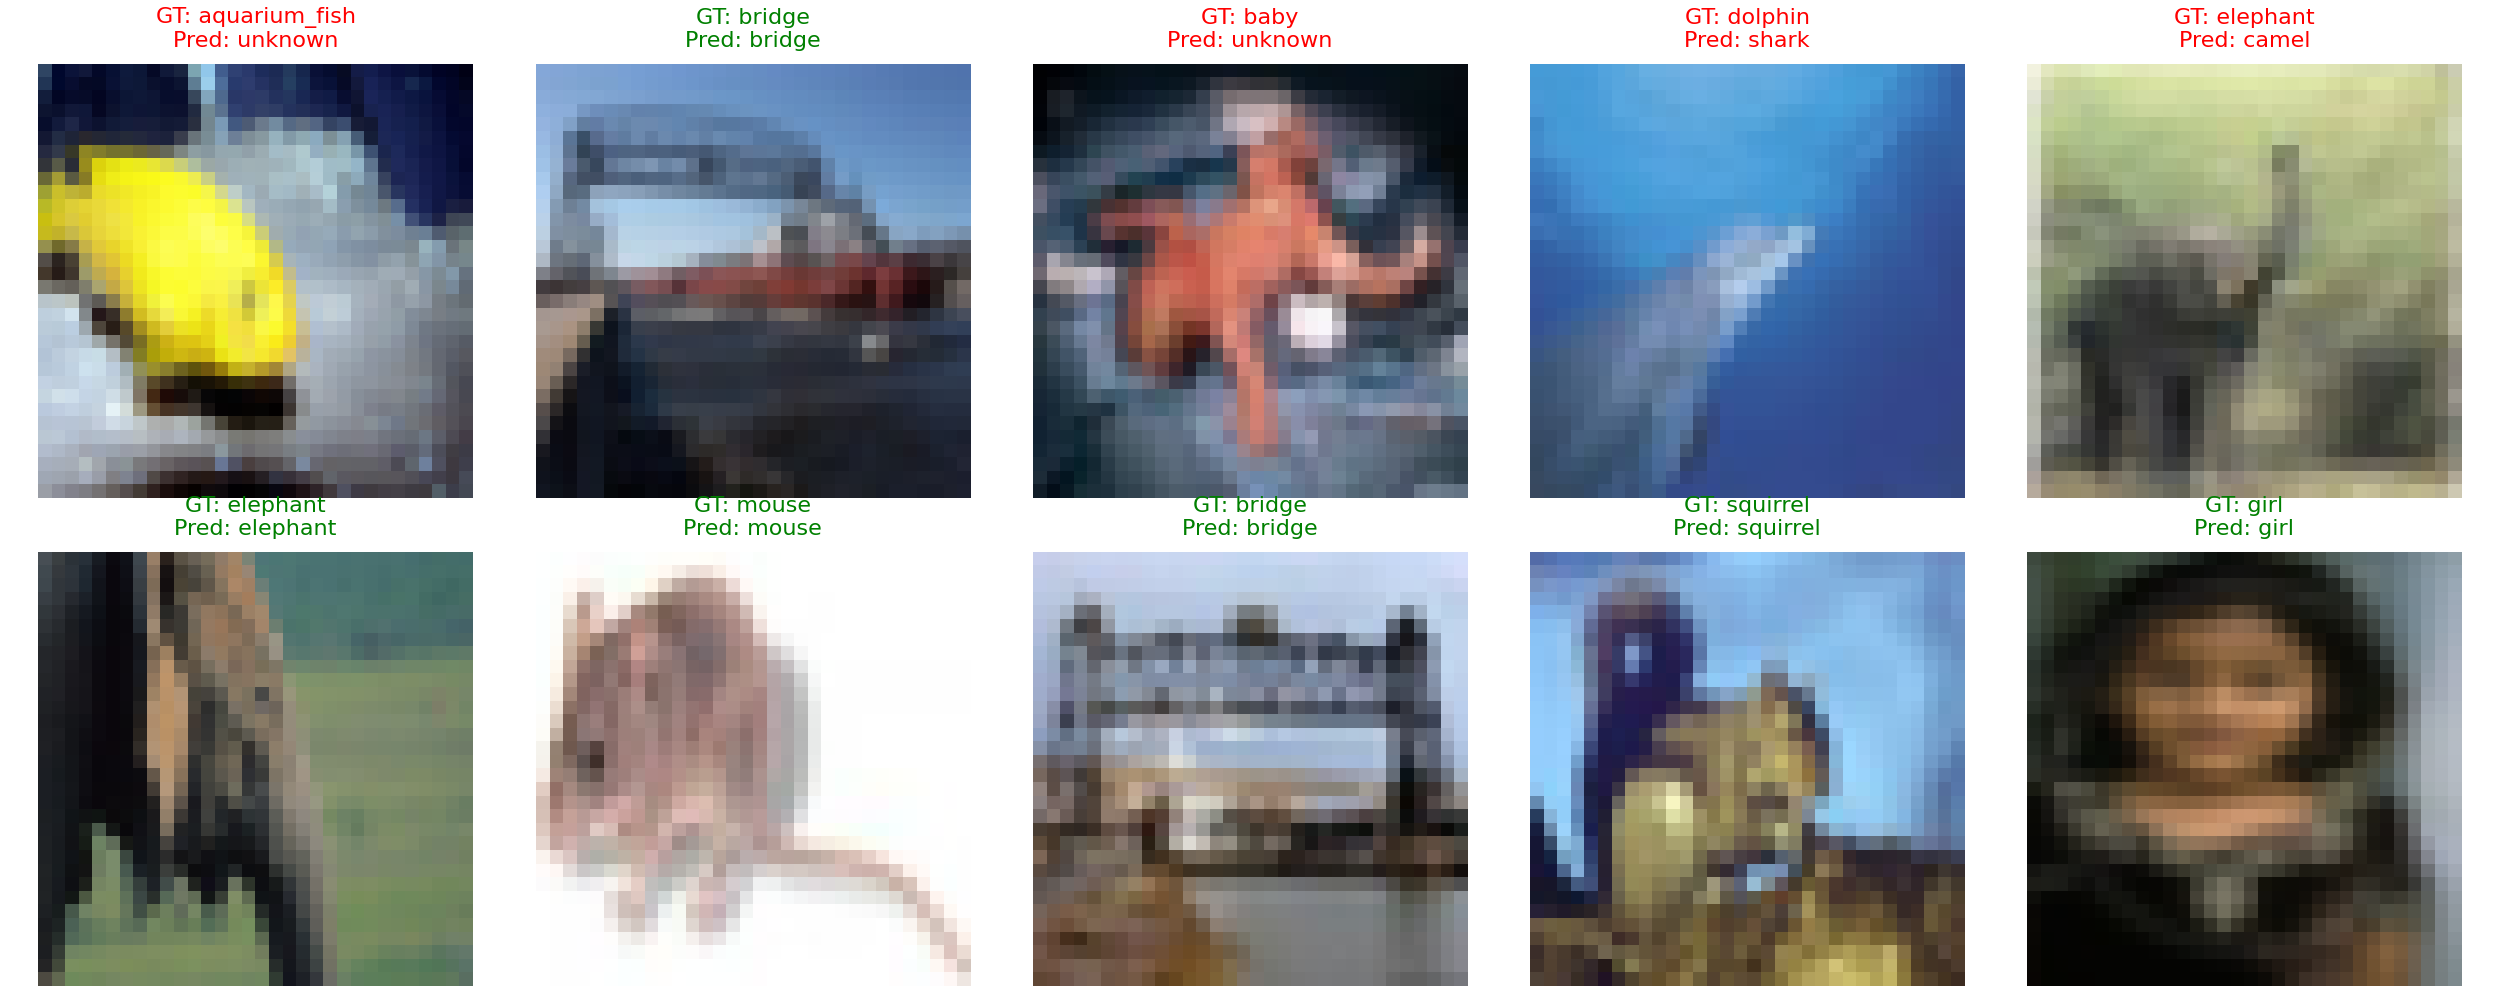 GT: aquarium_fish
Pred: unknown
GT: bridge
Pred: bridge
GT: baby
Pred: unknown
GT: dolphin
Pred: shark
GT: elephant
Pred: camel
GT: elephant
Pred: elephant
GT: mouse
Pred: mouse
GT: bridge
Pred: bridge
GT: squirrel
Pred: squirrel
GT: girl
Pred: girl